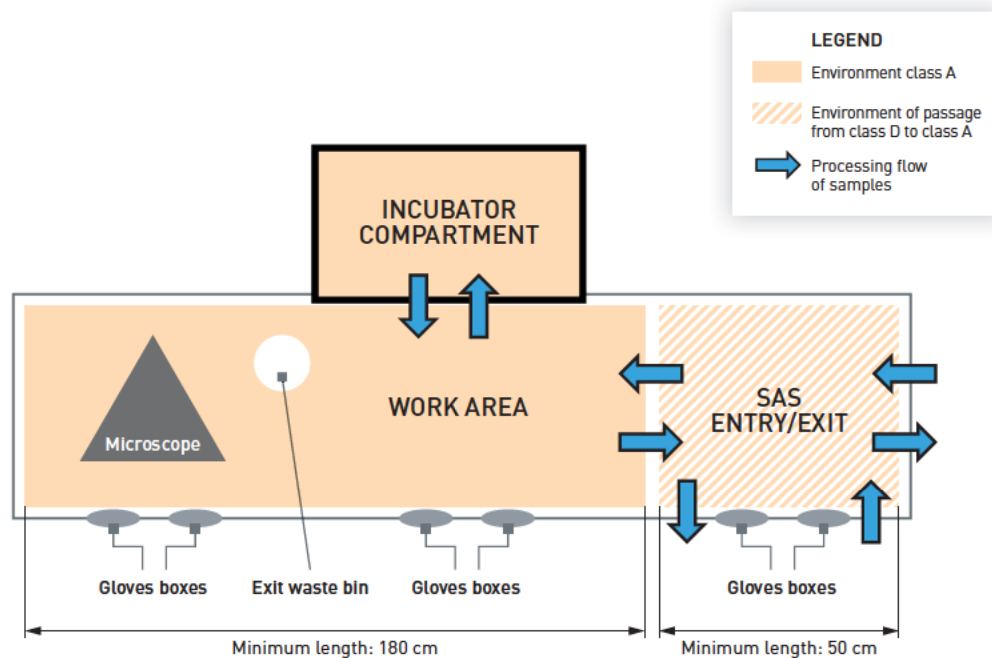 LEGEND
Environment class A
Environment of passage
from class D to class A
Processing flow
of samples
INCUBATOR
COMPARTMENT
WORK AREA
SAS
ENTRY/EXIT
Microscope
Gloves boxes
Exit waste bin
Gloves boxes
Gloves boxes
Minimum length: 180 cm
Minimum length: 50 cm